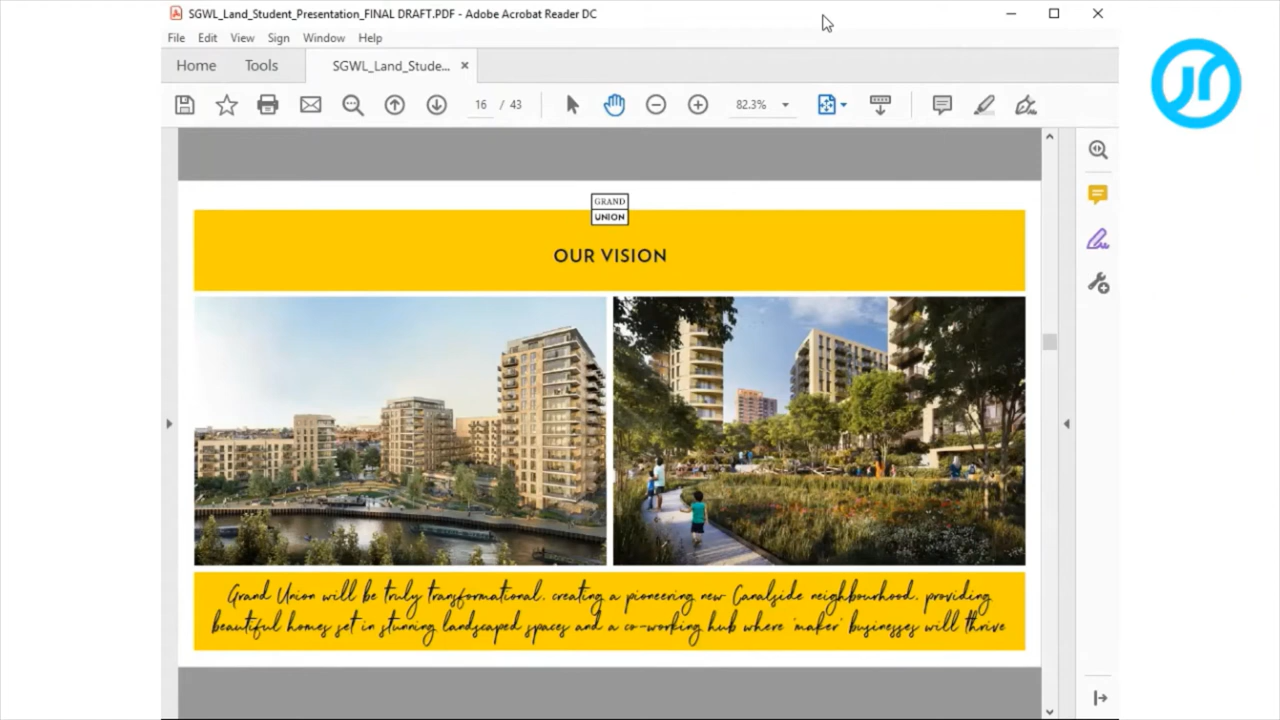 SGWL_Land_Student_Presentation_FINAL DRAFT.PDF - Adobe Acrobat Reader DC
File Edit View Sign Window Help
Home Tools SGWL_Land_Stude...
16 / 43 82.3%
GRAND
UNION
OUR VISION
Grand Union will be truly transformational, creating a pioneering new Canalside neighbourhood, providing
beautiful homes set in stunning landscaped spaces and a co-working hub where 'maker' businesses will thrive